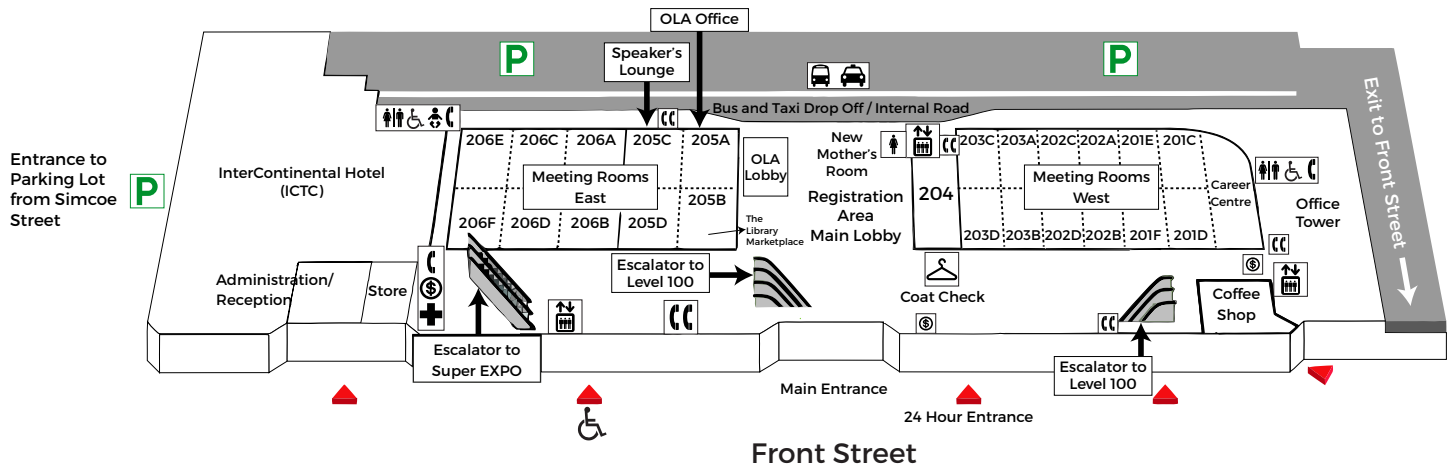 OLA Office
Speaker's
Lounge
P
P
Bus and Taxi Drop Off / Internal Road
Exit to Front Street
Entrance to
Parking Lot
from Simcoe
Street
P
InterContinental Hotel
(ICTC)
206E 206C 206A 205C 205A
Meeting Rooms
East
206F 206D 206B 205D 205B
OLA
Lobby
The
Library
Marketplace
New
Mother's
Room
Registration
Area
Main Lobby
204
203C 203A 202C 202A 201E 201C
Meeting Rooms
West
Career
Centre
203D 203B 202D 202B 201F 201D
Office
Tower
Administration/
Reception
Store
$
Escalator to
Level 100
Coat Check
$
$
Coffee
Shop
Escalator to
Super EXPO
Main Entrance
Escalator to
Level 100
24 Hour Entrance
Front Street